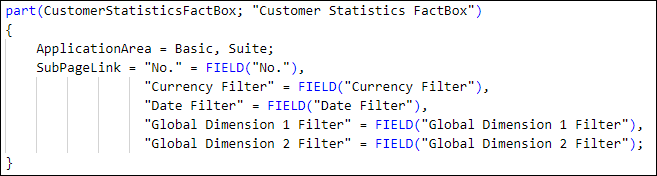 part(CustomerStatisticsFactBox; "Customer Statistics FactBox")
{
ApplicationArea = Basic, Suite;
SubPageLink = "No." = FIELD("No."),
"Currency Filter" = FIELD("Currency Filter"),
"Date Filter" = FIELD("Date Filter"),
"Global Dimension 1 Filter" = FIELD("Global Dimension 1 Filter"),
"Global Dimension 2 Filter" = FIELD("Global Dimension 2 Filter");
}